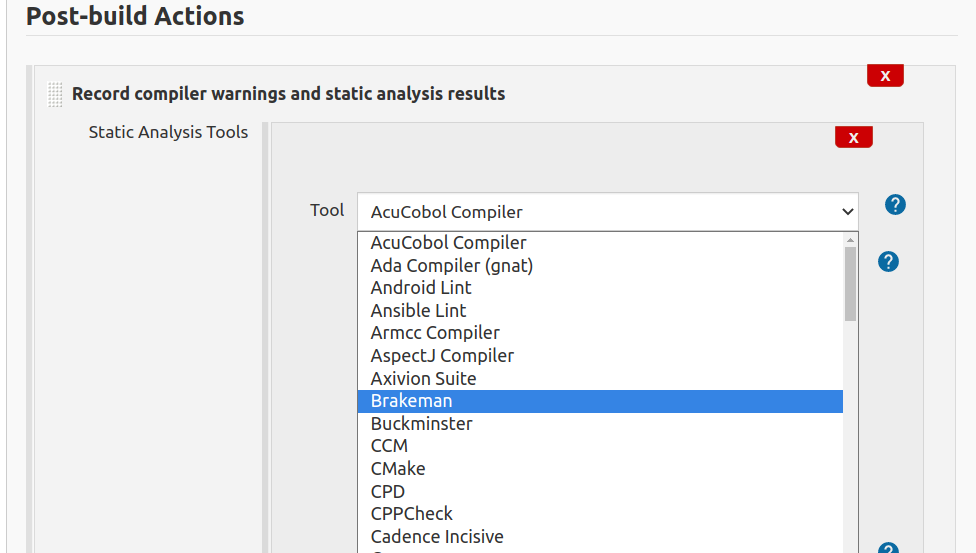 Post-build Actions
X
Record compiler warnings and static analysis results
Static Analysis Tools
X
Tool
AcuCobol Compiler
?
AcuCobol Compiler
Ada Compiler (gnat)
?
Android Lint
Ansible Lint
Armcc Compiler
AspectJ Compiler
Axivion Suite
Brakeman
Buckminster
CCM
CMake
CPD
CPPCheck
Cadence Incisive
?